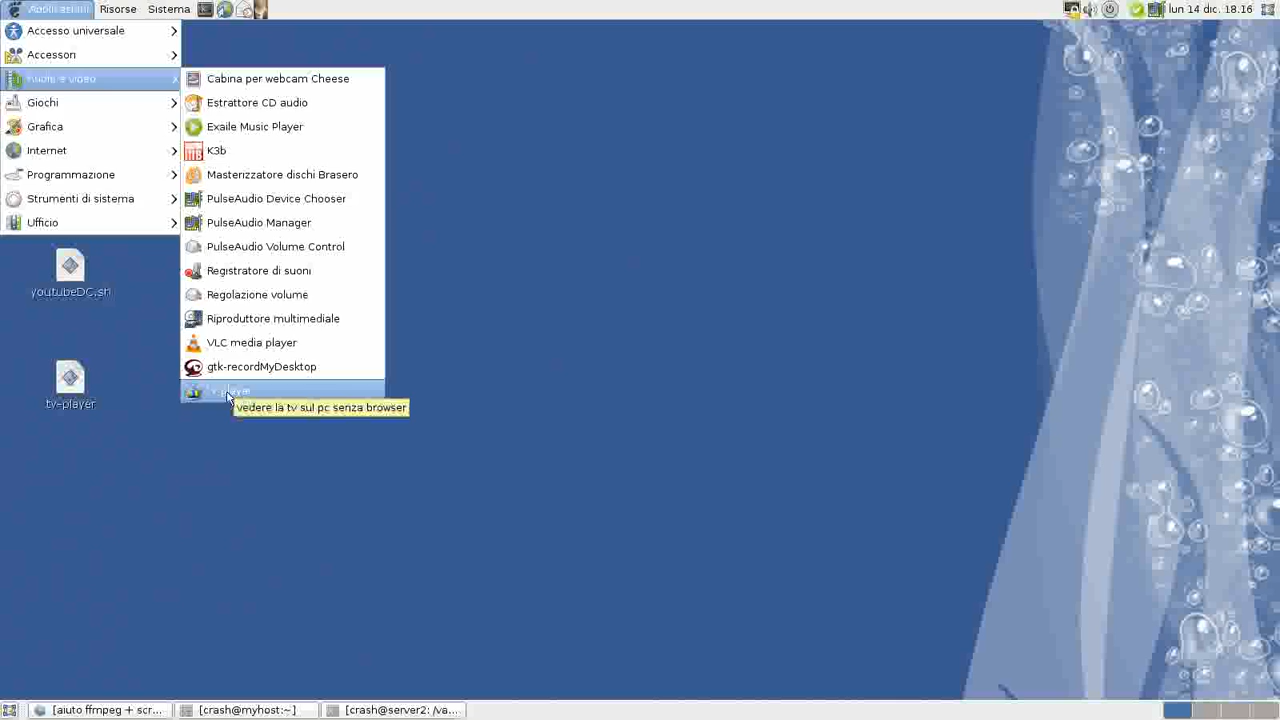 Applicazioni Risorse Sistema
lun 14 dic. 18.16
Accesso universale
Accessori
Giochi
Grafica
Internet
Programmazione
Strumenti di sistema
Ufficio
Cabina per webcam Cheese
Estrattore CD audio
Exaile Music Player
K3b
Masterizzatore dischi Brasero
PulseAudio Device Chooser
PulseAudio Manager
PulseAudio Volume Control
Registratore di suoni
Regolazione volume
Riproduttore multimediale
VLC media player
gtk-recordMyDesktop
tv-player
vedere la tv sul pc senza browser
youtubeDC.sh
tv-player
[aiuto ffmpeg + scr... [crash@myhost:~] [crash@server2: /va...